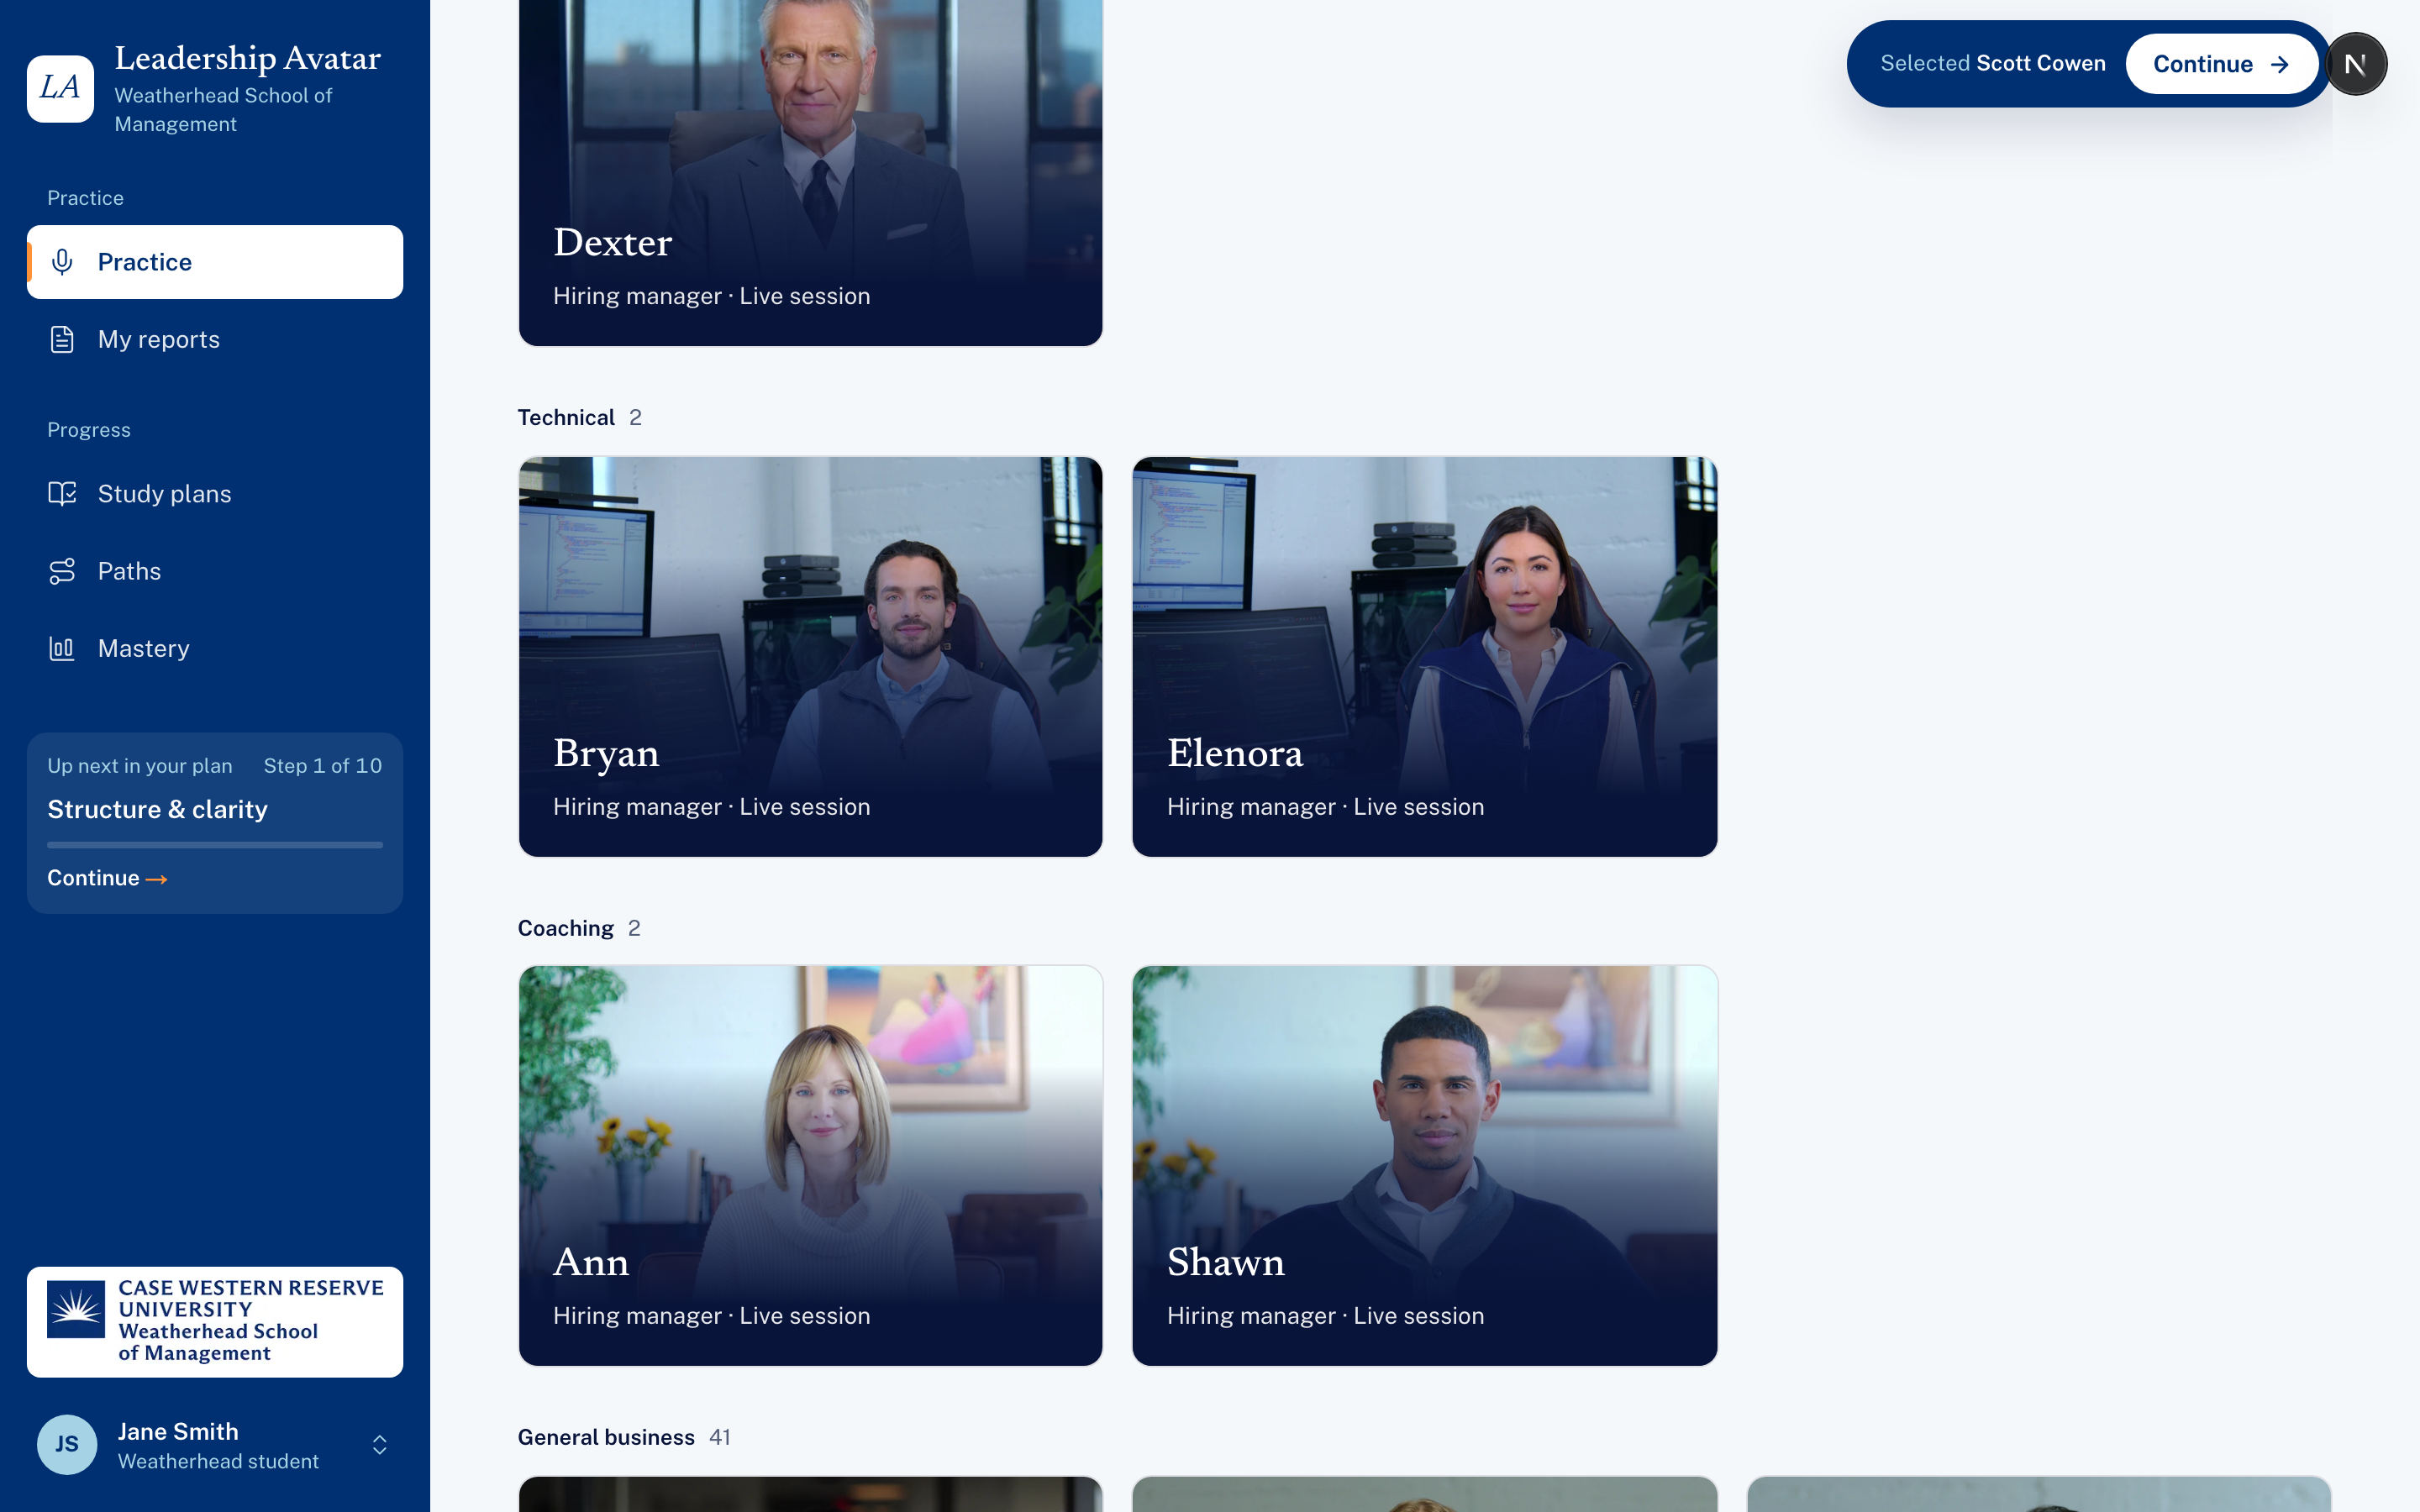 LA
Leadership Avatar
Weatherhead School of
Management
Practice
Practice
My reports
Progress
Study plans
Paths
Mastery
Up next in your plan Step 1 of 10
Structure & clarity
Continue →
CASE WESTERN RESERVE
UNIVERSITY
Weatherhead School
of Management
JS
Jane Smith
Weatherhead student
Selected Scott Cowen
Continue →
N
Dexter
Hiring manager · Live session
Technical 2
Bryan
Hiring manager · Live session
Elenora
Hiring manager · Live session
Coaching 2
Ann
Hiring manager · Live session
Shawn
Hiring manager · Live session
General business 41